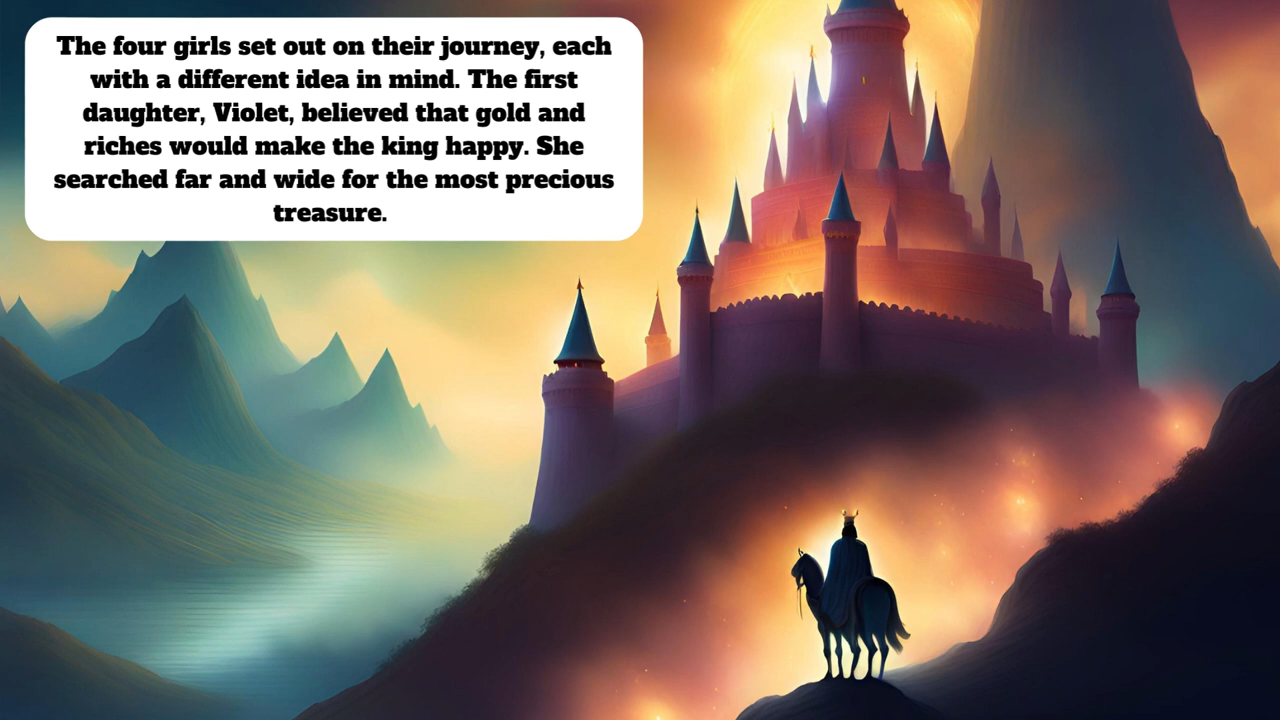 The four girls set out on their journey, each
with a different idea in mind. The first
daughter, Violet, believed that gold and
riches would make the king happy. She
searched far and wide for the most precious
treasure.